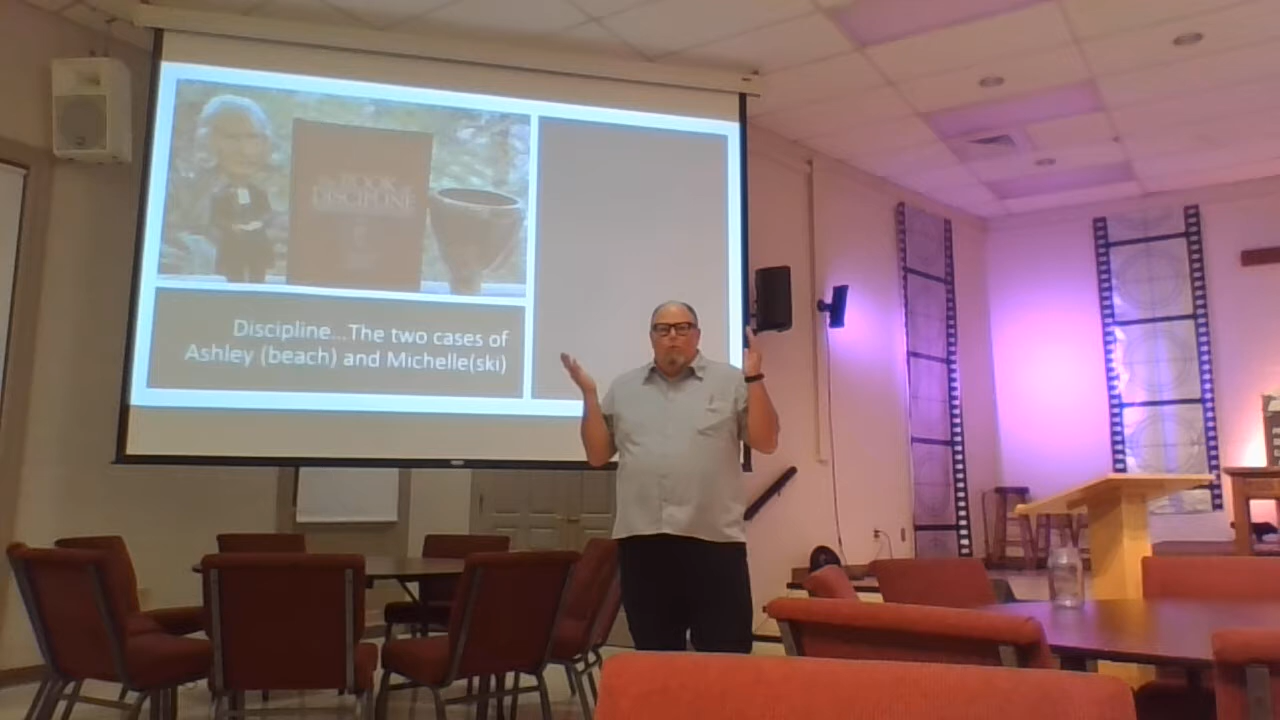 BOOK
DISCIPLINE
Discipline...The two cases of
Ashley (beach) and Michelle(ski)